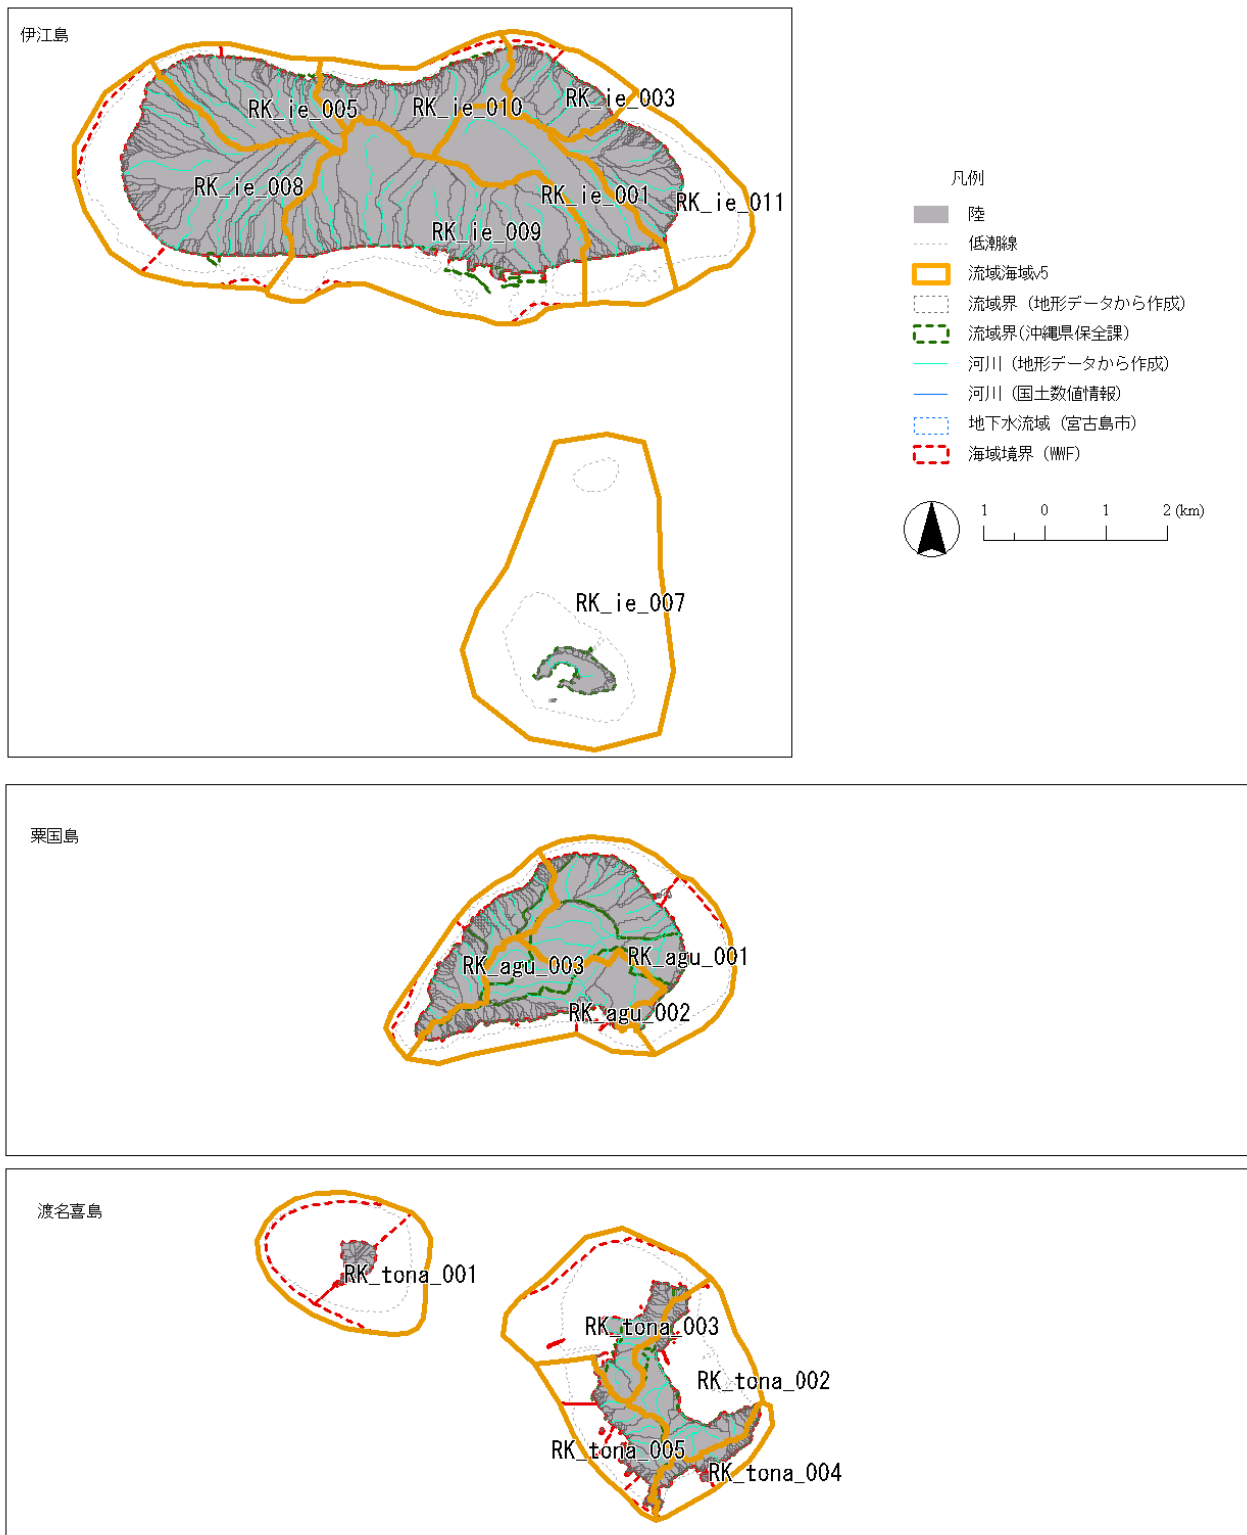 伊江島
RK_ie_005
RK_ie_010
RK_ie_003
RK_ie_008
RK_ie_001
RK_ie_011
RK_ie_009
RK_ie_007
凡例
陸
低潮線
流域海域v5
流域界（地形データから作成）
流域界(沖縄県保全課)
河川（地形データから作成）
河川（国土数値情報）
地下水流域（宮古島市）
海域境界（WWF）
1 0 1 2 (km)
粟国島
RK_agu_003
RK_agu_001
RK_agu_002
渡名喜島
RK_tona_001
RK_tona_003
RK_tona_002
RK_tona_005
RK_tona_004